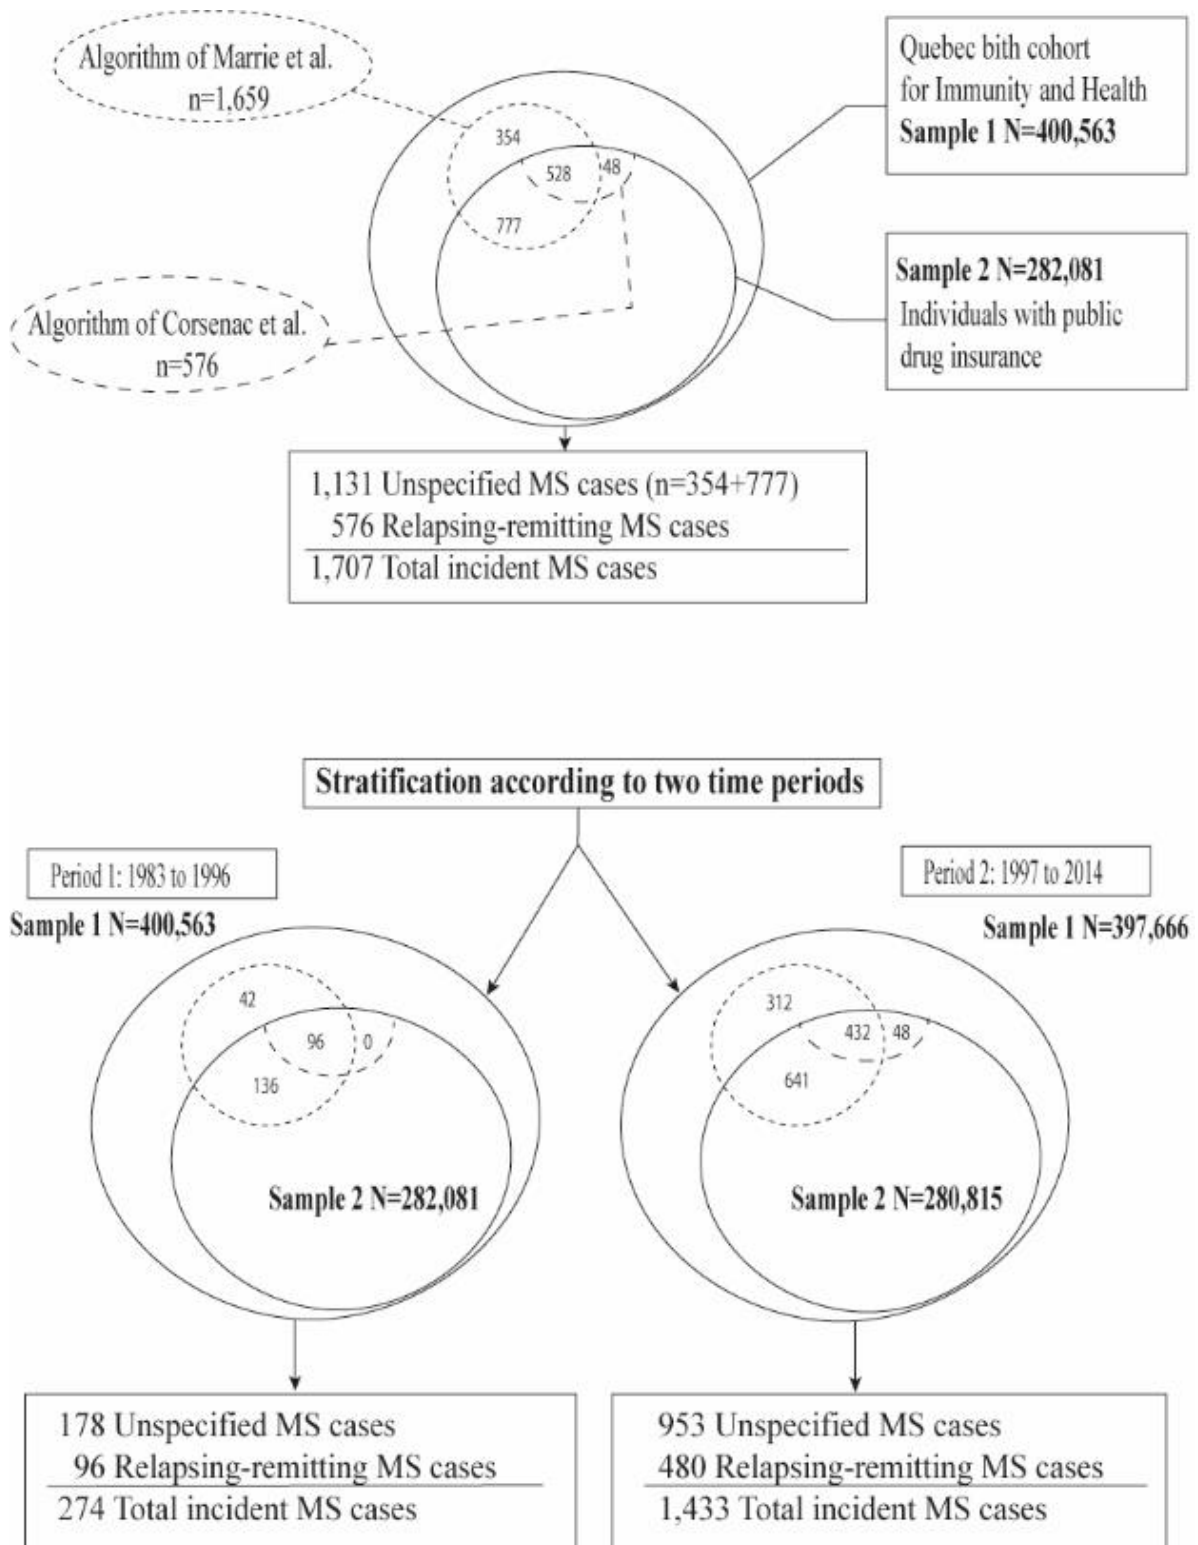 Algorithm of Marrie et al.
n=1,659
Quebec bith cohort
for Immunity and Health
Sample 1 N=400,563
354
528
48
777
Sample 2 N=282,081
Individuals with public
drug insurance
Algorithm of Corsenac et al.
n=576
1,131 Unspecified MS cases (n=354+777)
576 Relapsing-remitting MS cases
1,707 Total incident MS cases
Stratification according to two time periods
Period 1: 1983 to 1996
Sample 1 N=400,563
42
96
0
136
Sample 2 N=282,081
178 Unspecified MS cases
96 Relapsing-remitting MS cases
274 Total incident MS cases
Period 2: 1997 to 2014
Sample 1 N=397,666
312
432
48
641
Sample 2 N=280,815
953 Unspecified MS cases
480 Relapsing-remitting MS cases
1,433 Total incident MS cases